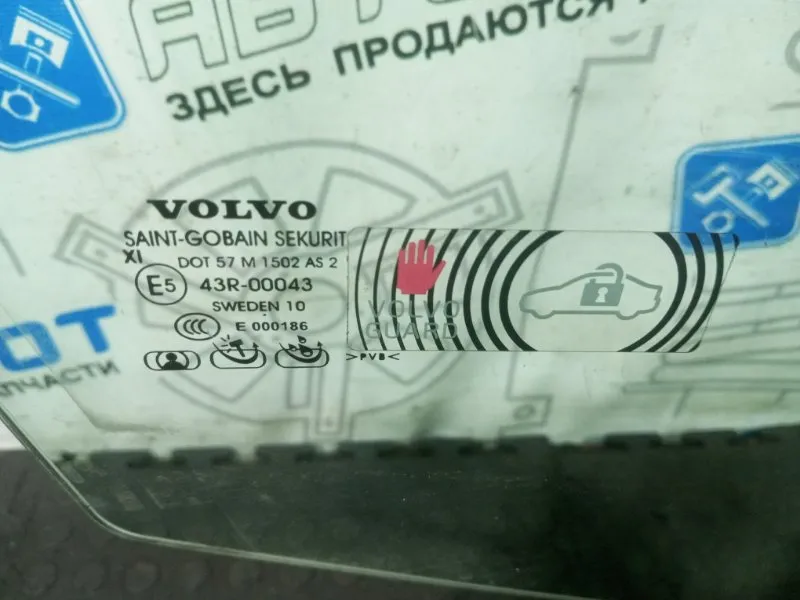 ЗДЕСЬ ПРОДАЮТСЯ
VOLVO
SAINT-GOBAIN SEKURIT
XI DOT 57 M 1502 AS 2
E5 43R-00043
SWEDEN 10
CCC E 000186
VOLVO
GUARD
>PVB<